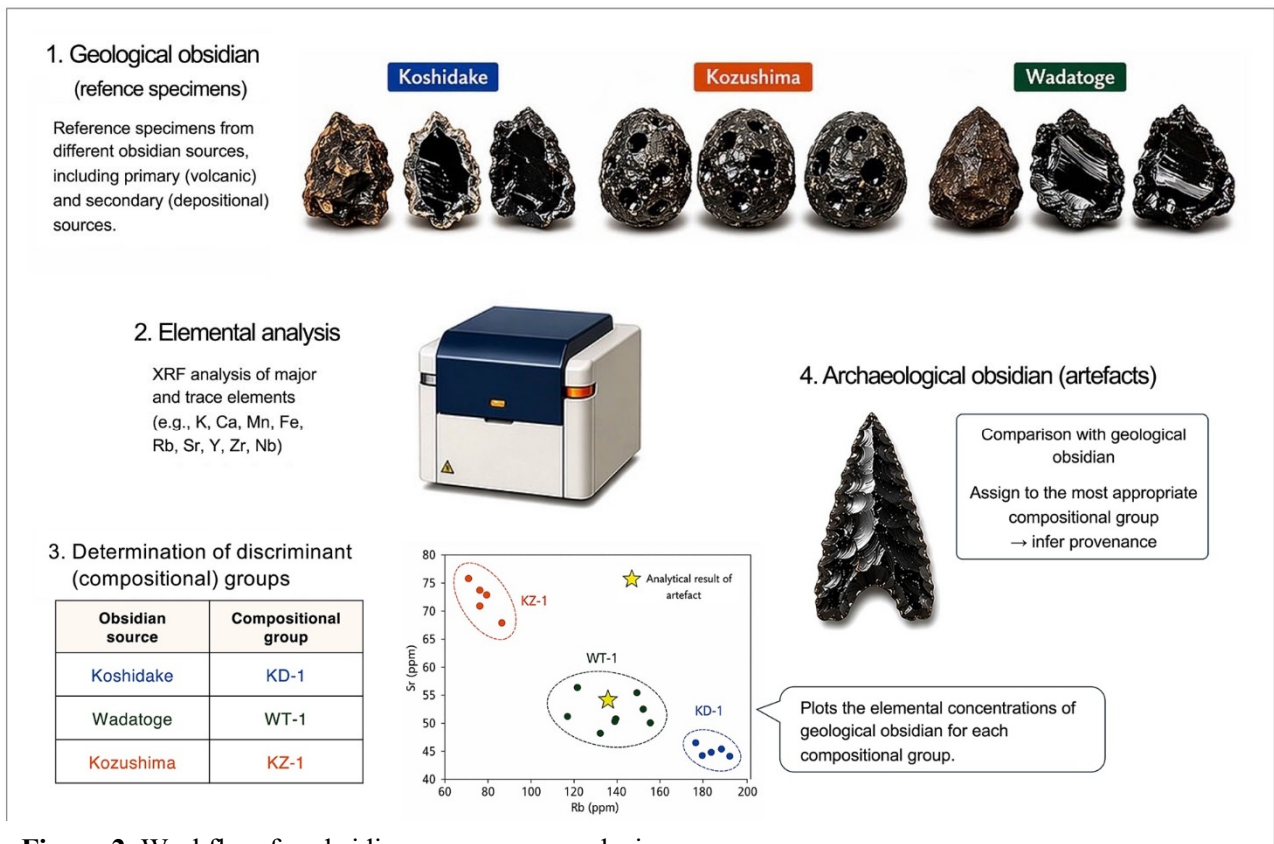 1. Geological obsidian
(refence specimens)
Reference specimens from
different obsidian sources,
including primary (volcanic)
and secondary (depositional)
sources.
Koshidake
Kozushima
Wadatoge
2. Elemental analysis
XRF analysis of major
and trace elements
(e.g., K, Ca, Mn, Fe,
Rb, Sr, Y, Zr, Nb)
4. Archaeological obsidian (artefacts)
Comparison with geological
obsidian
Assign to the most appropriate
compositional group
→ infer provenance
3. Determination of discriminant
(compositional) groups
Obsidian
source
Compositional
group
Koshidake
KD-1
Wadatoge
WT-1
Kozushima
KZ-1
80
75
70
65
60
55
50
45
40
Sr (ppm)
60
80
100
120
140
160
180
200
Rb (ppm)
KZ-1
WT-1
KD-1
Analytical result of
artefact
Plots the elemental concentrations of
geological obsidian for each
compositional group.